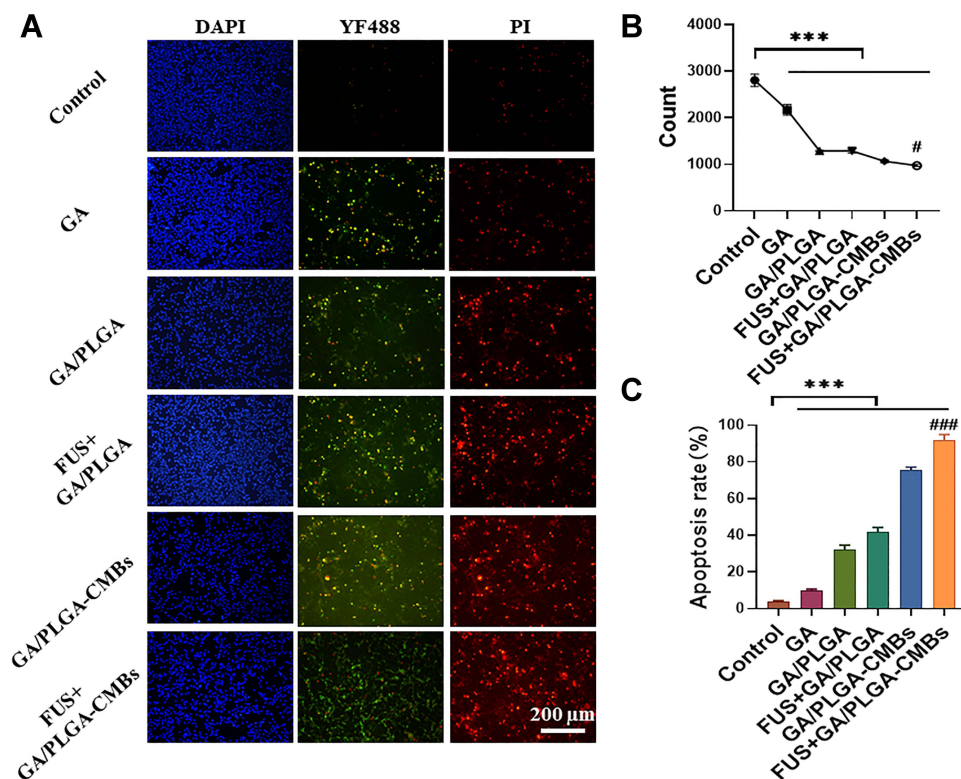 A
DAPI YF488 PI
Control
GA
GA/PLGA
FUS+
GA/PLGA
GA/PLGA-CMBs
FUS+
GA/PLGA-CMBs
200 µm
B
***
#
Count
4000
3000
2000
1000
0
Control
GA
GA/PLGA
FUS+GA/PLGA
GA/PLGA-CMBs
FUS+GA/PLGA-CMBs
C
***
###
Apoptosis rate (%)
100
80
60
40
20
0
Control
GA
GA/PLGA
FUS+GA/PLGA
GA/PLGA-CMBs
FUS+GA/PLGA-CMBs